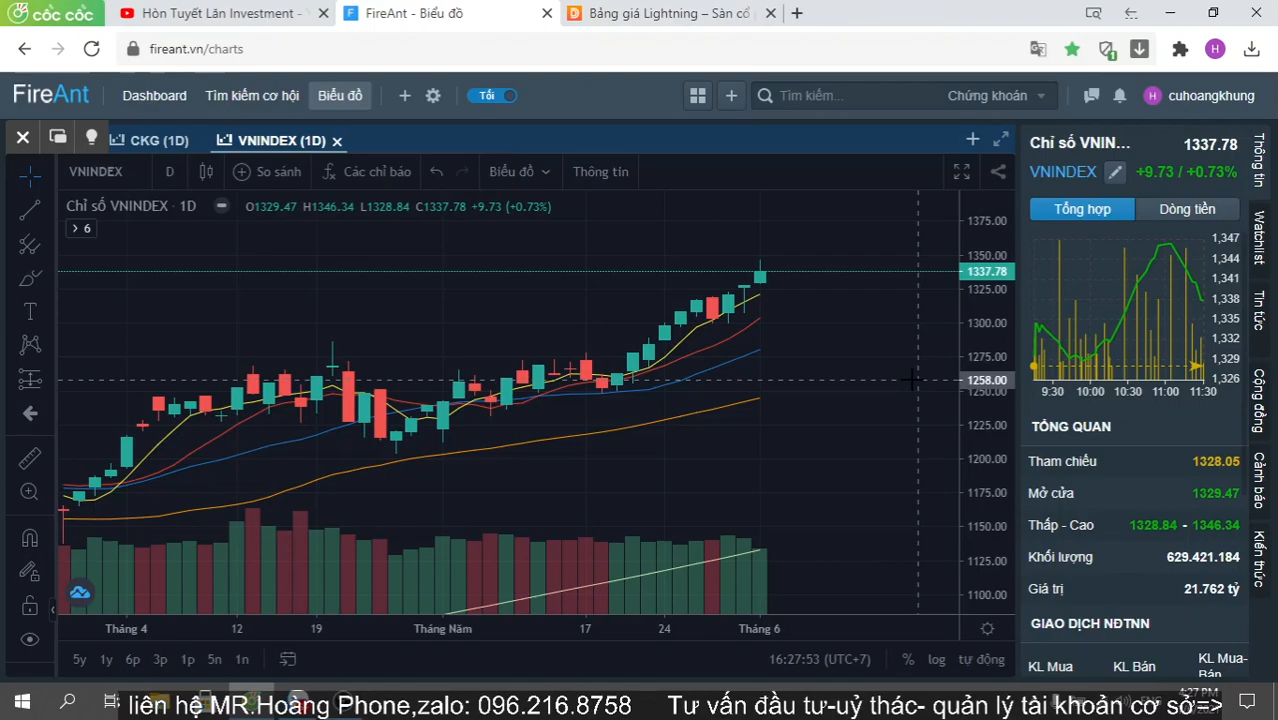 cốc cốc
Hòn Tuyết Lăn Investment -
FireAnt - Biểu đồ
Bảng giá Lightning – Sàn cổ
fireant.vn/charts
FireAnt
Dashboard
Tìm kiếm cơ hội
Biểu đồ
Tối
Tìm kiếm...
Chứng khoán
cuhoangkhung
CKG (1D)
VNINDEX (1D)
VNINDEX
D
So sánh
Các chỉ báo
Biểu đồ
Thông tin
Chỉ số VNINDEX · 1D
O1329.47 H1346.34 L1328.84 C1337.78 +9.73 (+0.73%)
> 6
1375.00
1350.00
1337.78
1325.00
1300.00
1275.00
1258.00
1250.00
1225.00
1200.00
1175.00
1150.00
1125.00
1100.00
Tháng 4
12
19
Tháng Năm
17
24
Tháng 6
5y 1y 6p 3p 1p 5n 1n
16:27:53 (UTC+7)
% log tự động
Chỉ số VNIN...
1337.78
VNINDEX
+9.73 / +0.73%
Tổng hợp
Dòng tiền
1,347
1,344
1,341
1,338
1,335
1,332
1,329
1,326
9:30 10:00 10:30 11:00 11:30
TỔNG QUAN
Tham chiếu 1328.05
Mở cửa 1329.47
Thấp - Cao 1328.84 - 1346.34
Khối lượng 629.421.184
Giá trị 21.762 tỷ
GIAO DỊCH NĐTNN
KL Mua
KL Bán
KL Mua-
Bán
Thông tin
Watchlist
Tin tức
Cộng đồng
Cảnh báo
Kiến thức
4:27 PM
liên hệ MR.Hoàng Phone,zalo: 096.216.8758
Tư vấn đầu tư-uỷ thác- quản lý tài khoản cơ sở=>